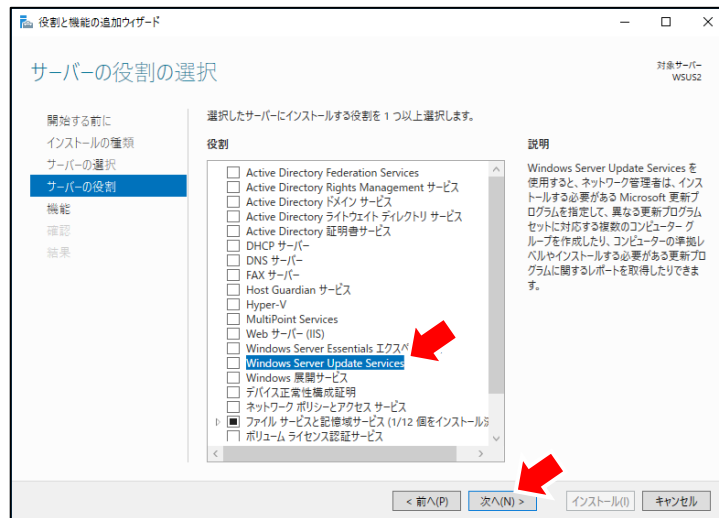 役割と機能の追加ウィザード
サーバーの役割の選択
対象サーバー
WSUS2
開始する前に
インストールの種類
サーバーの選択
サーバーの役割
機能
確認
結果
選択したサーバーにインストールする役割を 1 つ以上選択します。
役割
Active Directory Federation Services
Active Directory Rights Management サービス
Active Directory ドメイン サービス
Active Directory ライトウェイト ディレクトリ サービス
Active Directory 証明書サービス
DHCP サーバー
DNS サーバー
FAX サーバー
Host Guardian サービス
Hyper-V
MultiPoint Services
Web サーバー (IIS)
Windows Server Essentials エクスペ
Windows Server Update Services
Windows 展開サービス
デバイス正常性構成証明
ネットワーク ポリシーとアクセス サービス
ファイル サービスと記憶域サービス (1/12 個をインストール済
ボリューム ライセンス認証サービス
説明
Windows Server Update Services を
使用すると、ネットワーク管理者は、インス
トールする必要がある Microsoft 更新プ
ログラムを指定して、異なる更新プログラム
セットに対応する複数のコンピューター グ
ループを作成したり、コンピューターの準拠レ
ベルやインストールする必要がある更新プロ
グラムに関するレポートを取得したりできま
す。
< 前へ(P)
次へ(N) >
インストール(I)
キャンセル